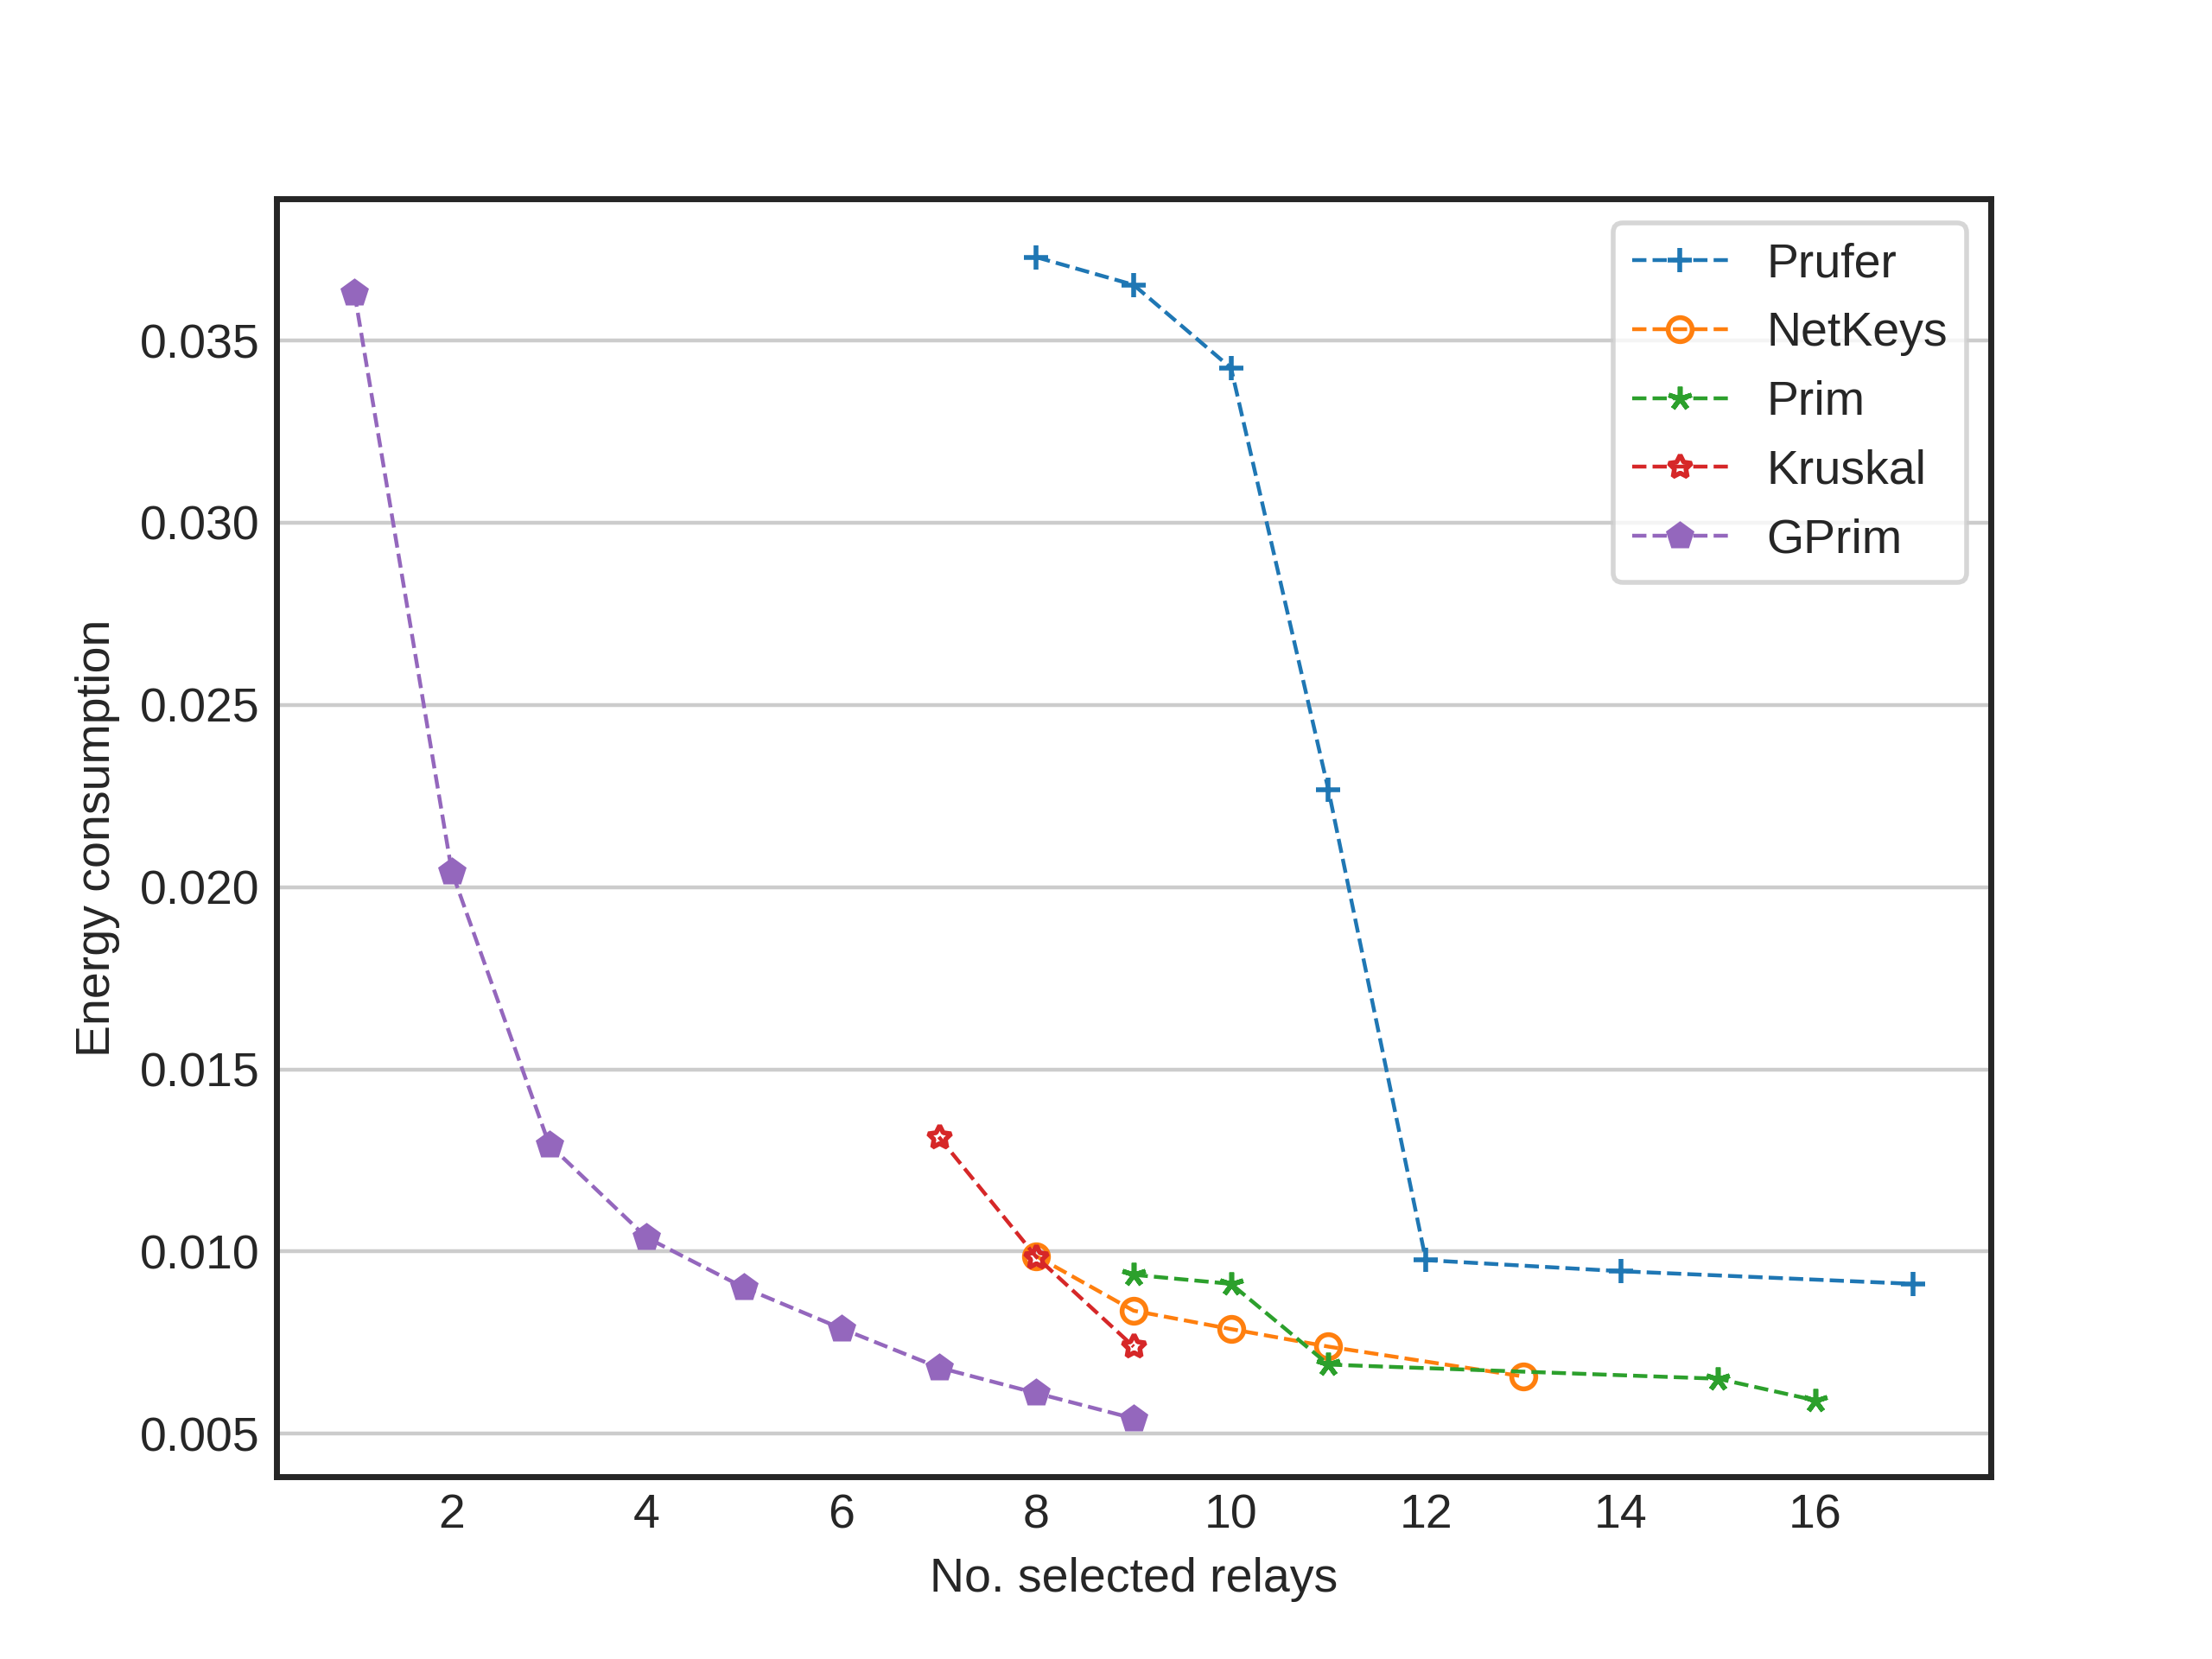 Prufer
NetKeys
Prim
Kruskal
GPrim
Energy consumption
0.035
0.030
0.025
0.020
0.015
0.010
0.005
2 4 6 8 10 12 14 16
No. selected relays